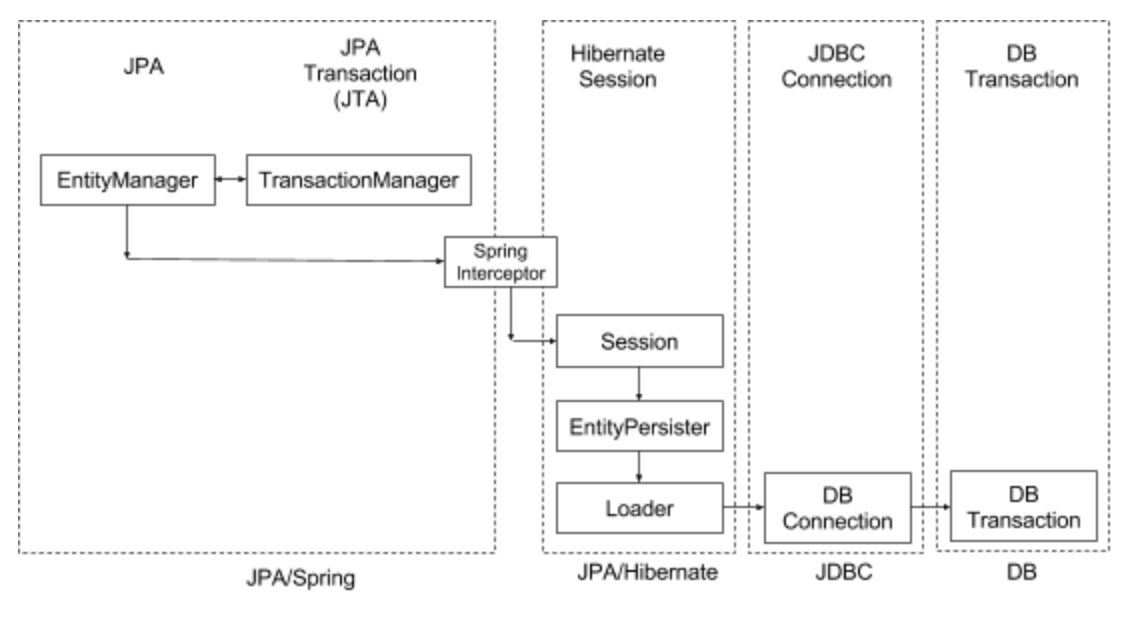 JPA
JPA
Transaction
(JTA)
Hibernate
Session
JDBC
Connection
DB
Transaction
EntityManager
TransactionManager
Spring
Interceptor
Session
EntityPersister
Loader
DB
Connection
DB
Transaction
JPA/Spring
JPA/Hibernate
JDBC
DB